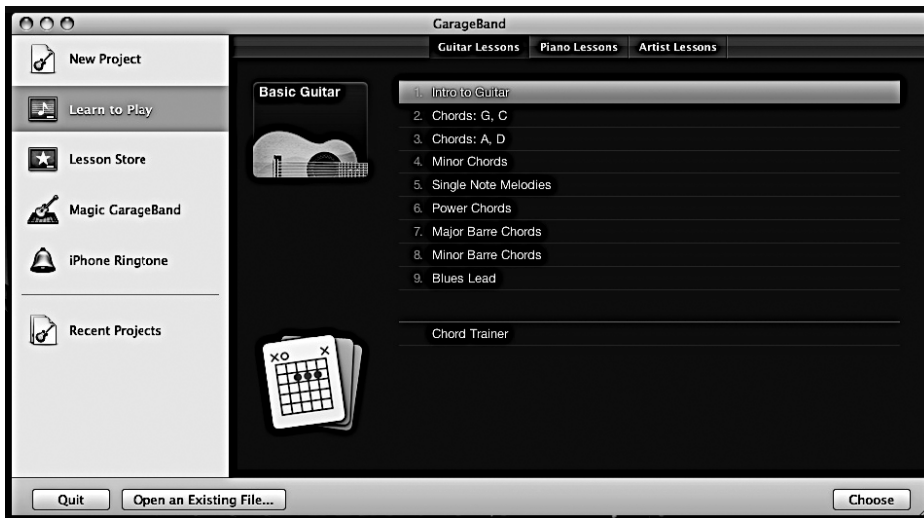 GarageBand
New Project
Learn to Play
Lesson Store
Magic GarageBand
iPhone Ringtone
Recent Projects
Guitar Lessons Piano Lessons Artist Lessons
Basic Guitar
1. Intro to Guitar
2. Chords: G, C
3. Chords: A, D
4. Minor Chords
5. Single Note Melodies
6. Power Chords
7. Major Barre Chords
8. Minor Barre Chords
9. Blues Lead
XO X
Chord Trainer
Quit Open an Existing File... Choose